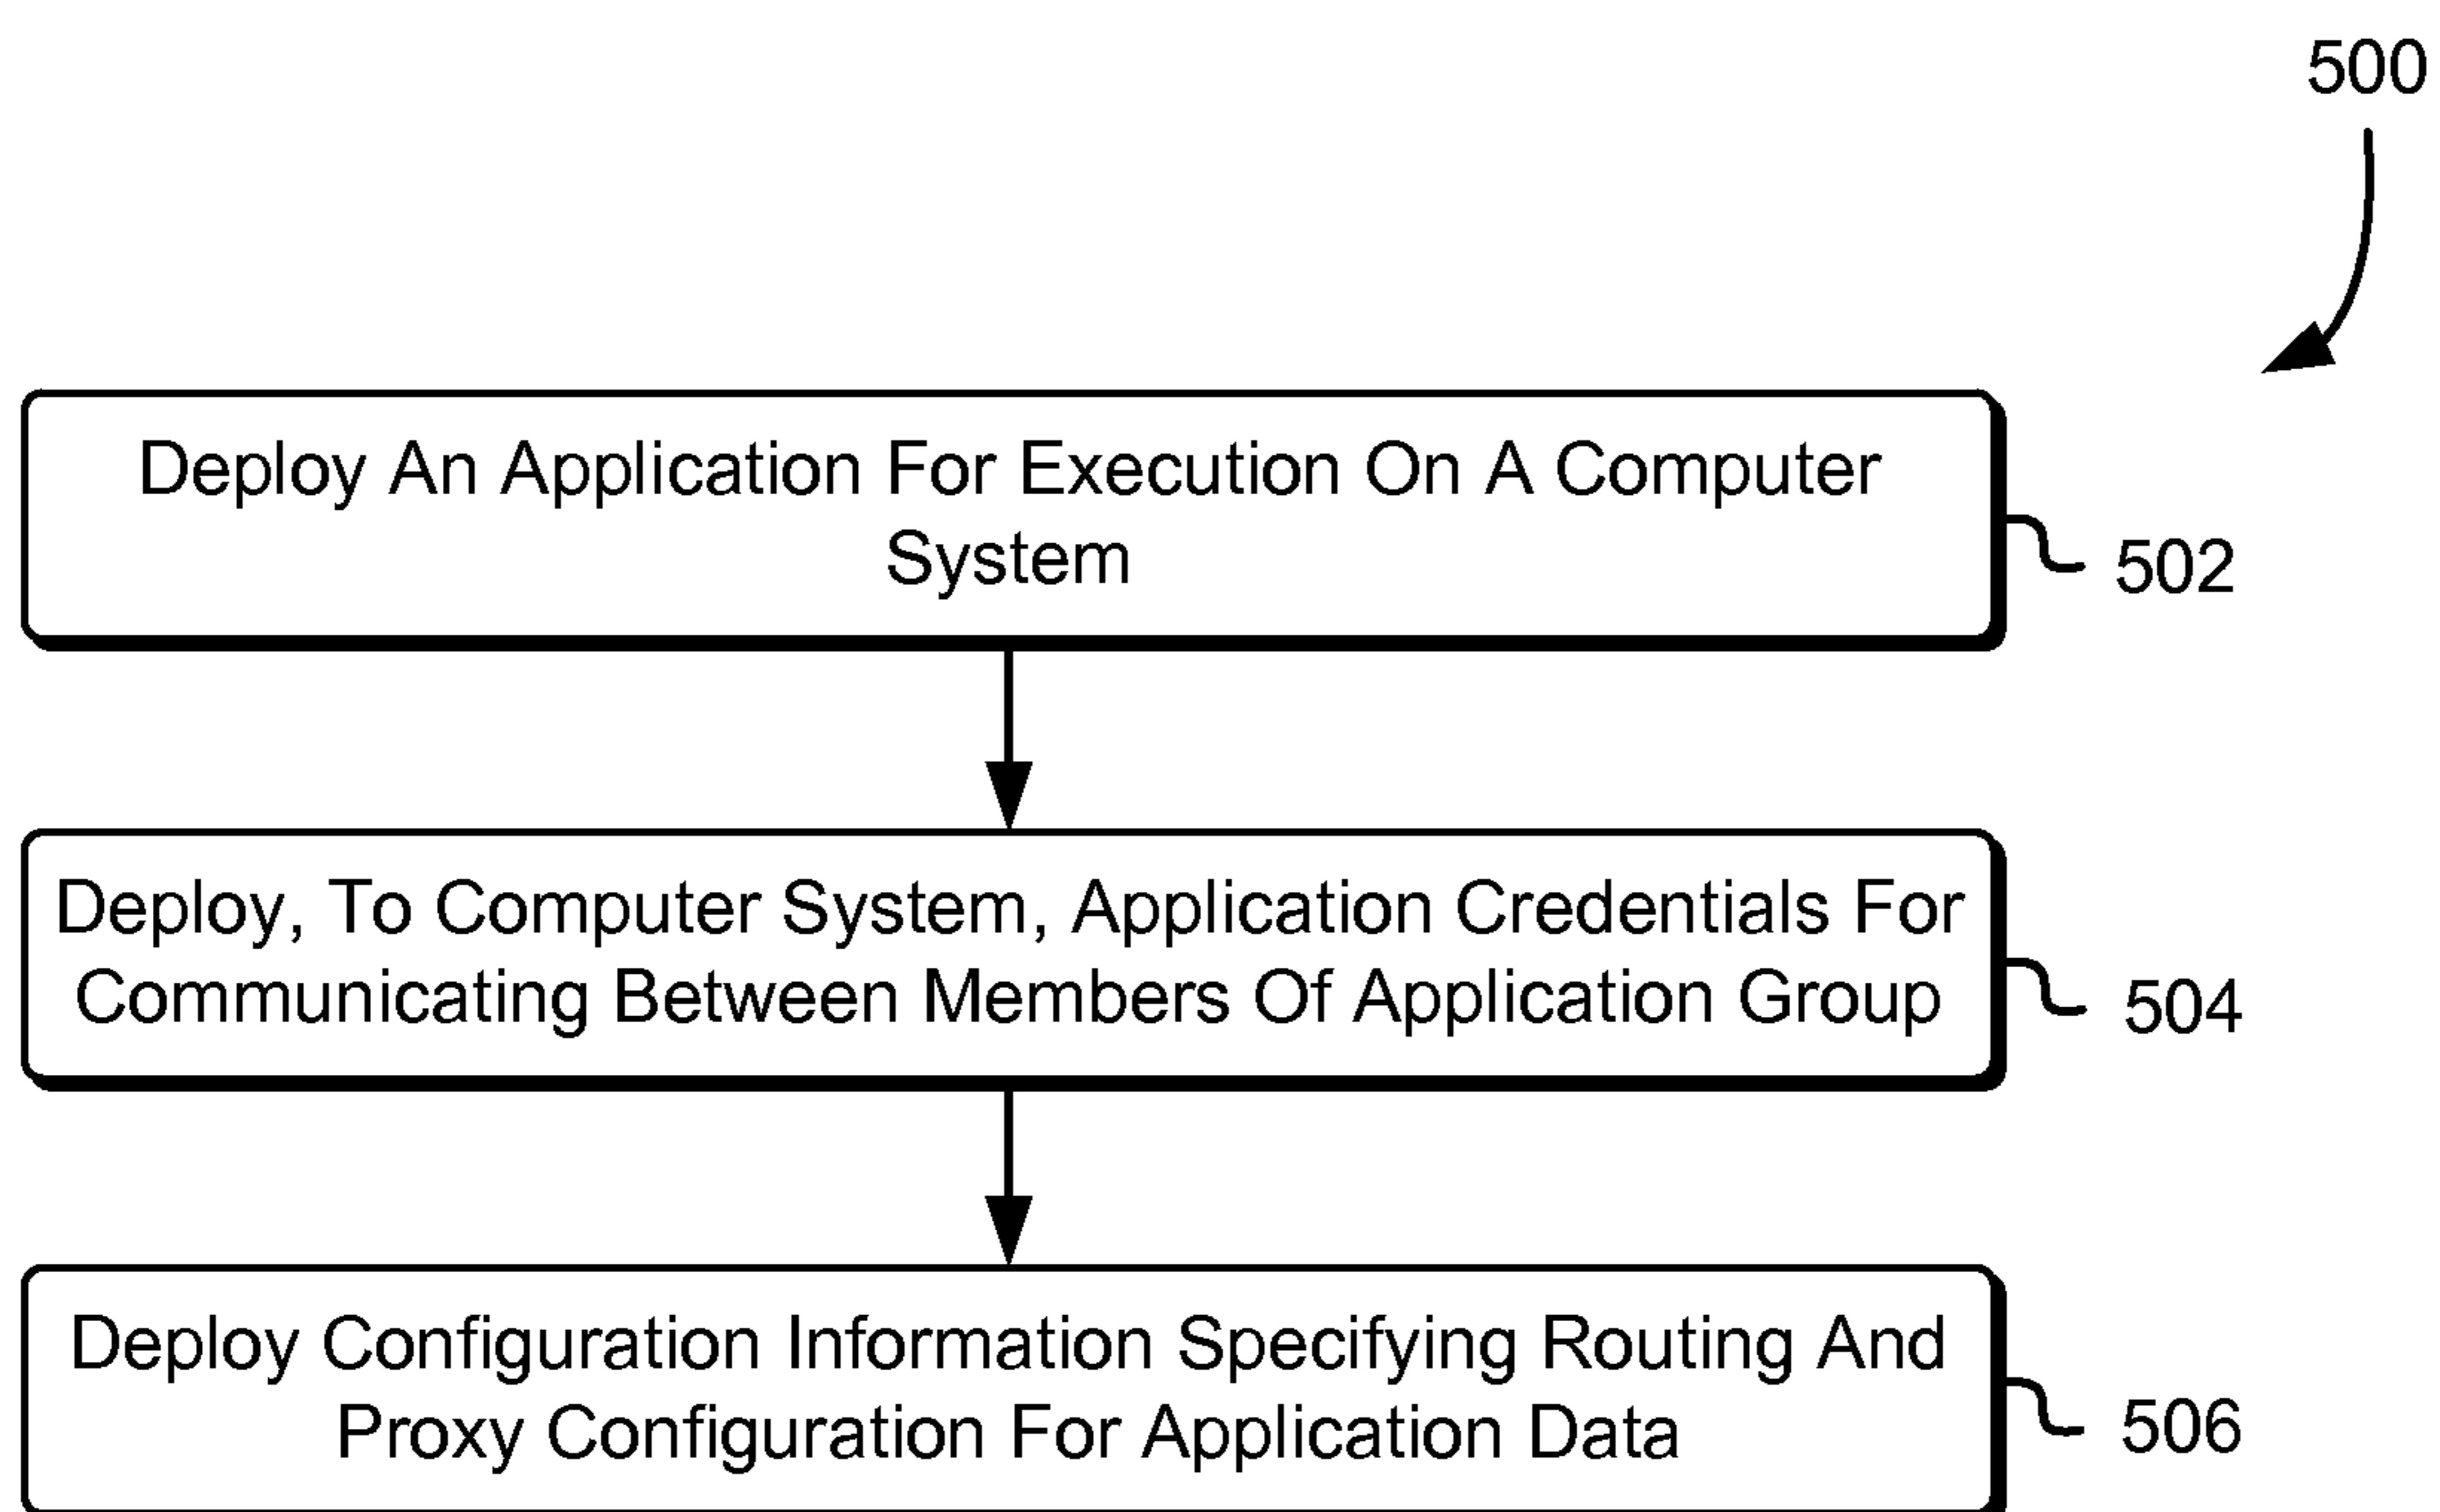 500
Deploy An Application For Execution On A Computer
System
502
Deploy, To Computer System, Application Credentials For
Communicating Between Members Of Application Group
504
Deploy Configuration Information Specifying Routing And
Proxy Configuration For Application Data
506